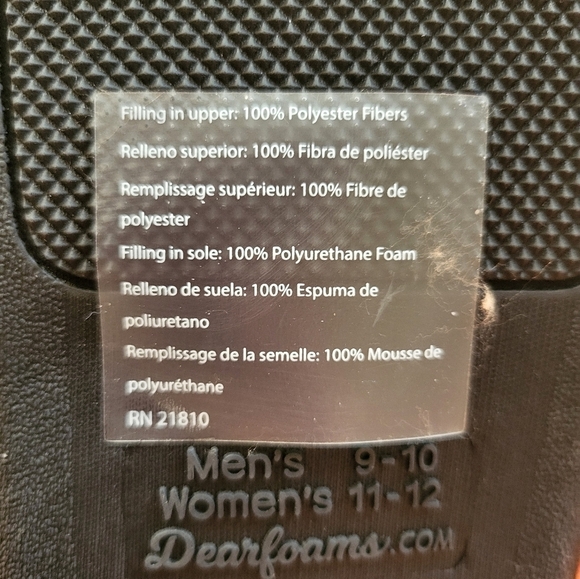 Filling in upper: 100% Polyester Fibers
Relleno superior: 100% Fibra de poliéster
Remplissage supérieur: 100% Fibre de
polyester
Filling in sole: 100% Polyurethane Foam
Relleno de suela: 100% Espuma de
poliuretano
Remplissage de la semelle: 100% Mousse de
polyuréthane
RN 21810
Men's 9-10
Women's 11-12
Dearfoams.COM